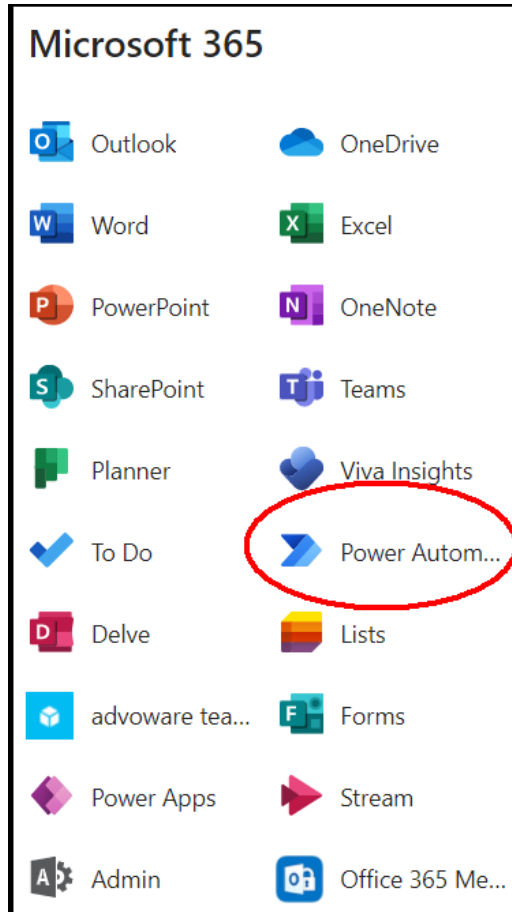 Microsoft 365
Outlook OneDrive
Word Excel
PowerPoint OneNote
SharePoint Teams
Planner Viva Insights
To Do Power Autom...
Delve Lists
advoware tea... Forms
Power Apps Stream
Admin Office 365 Me...